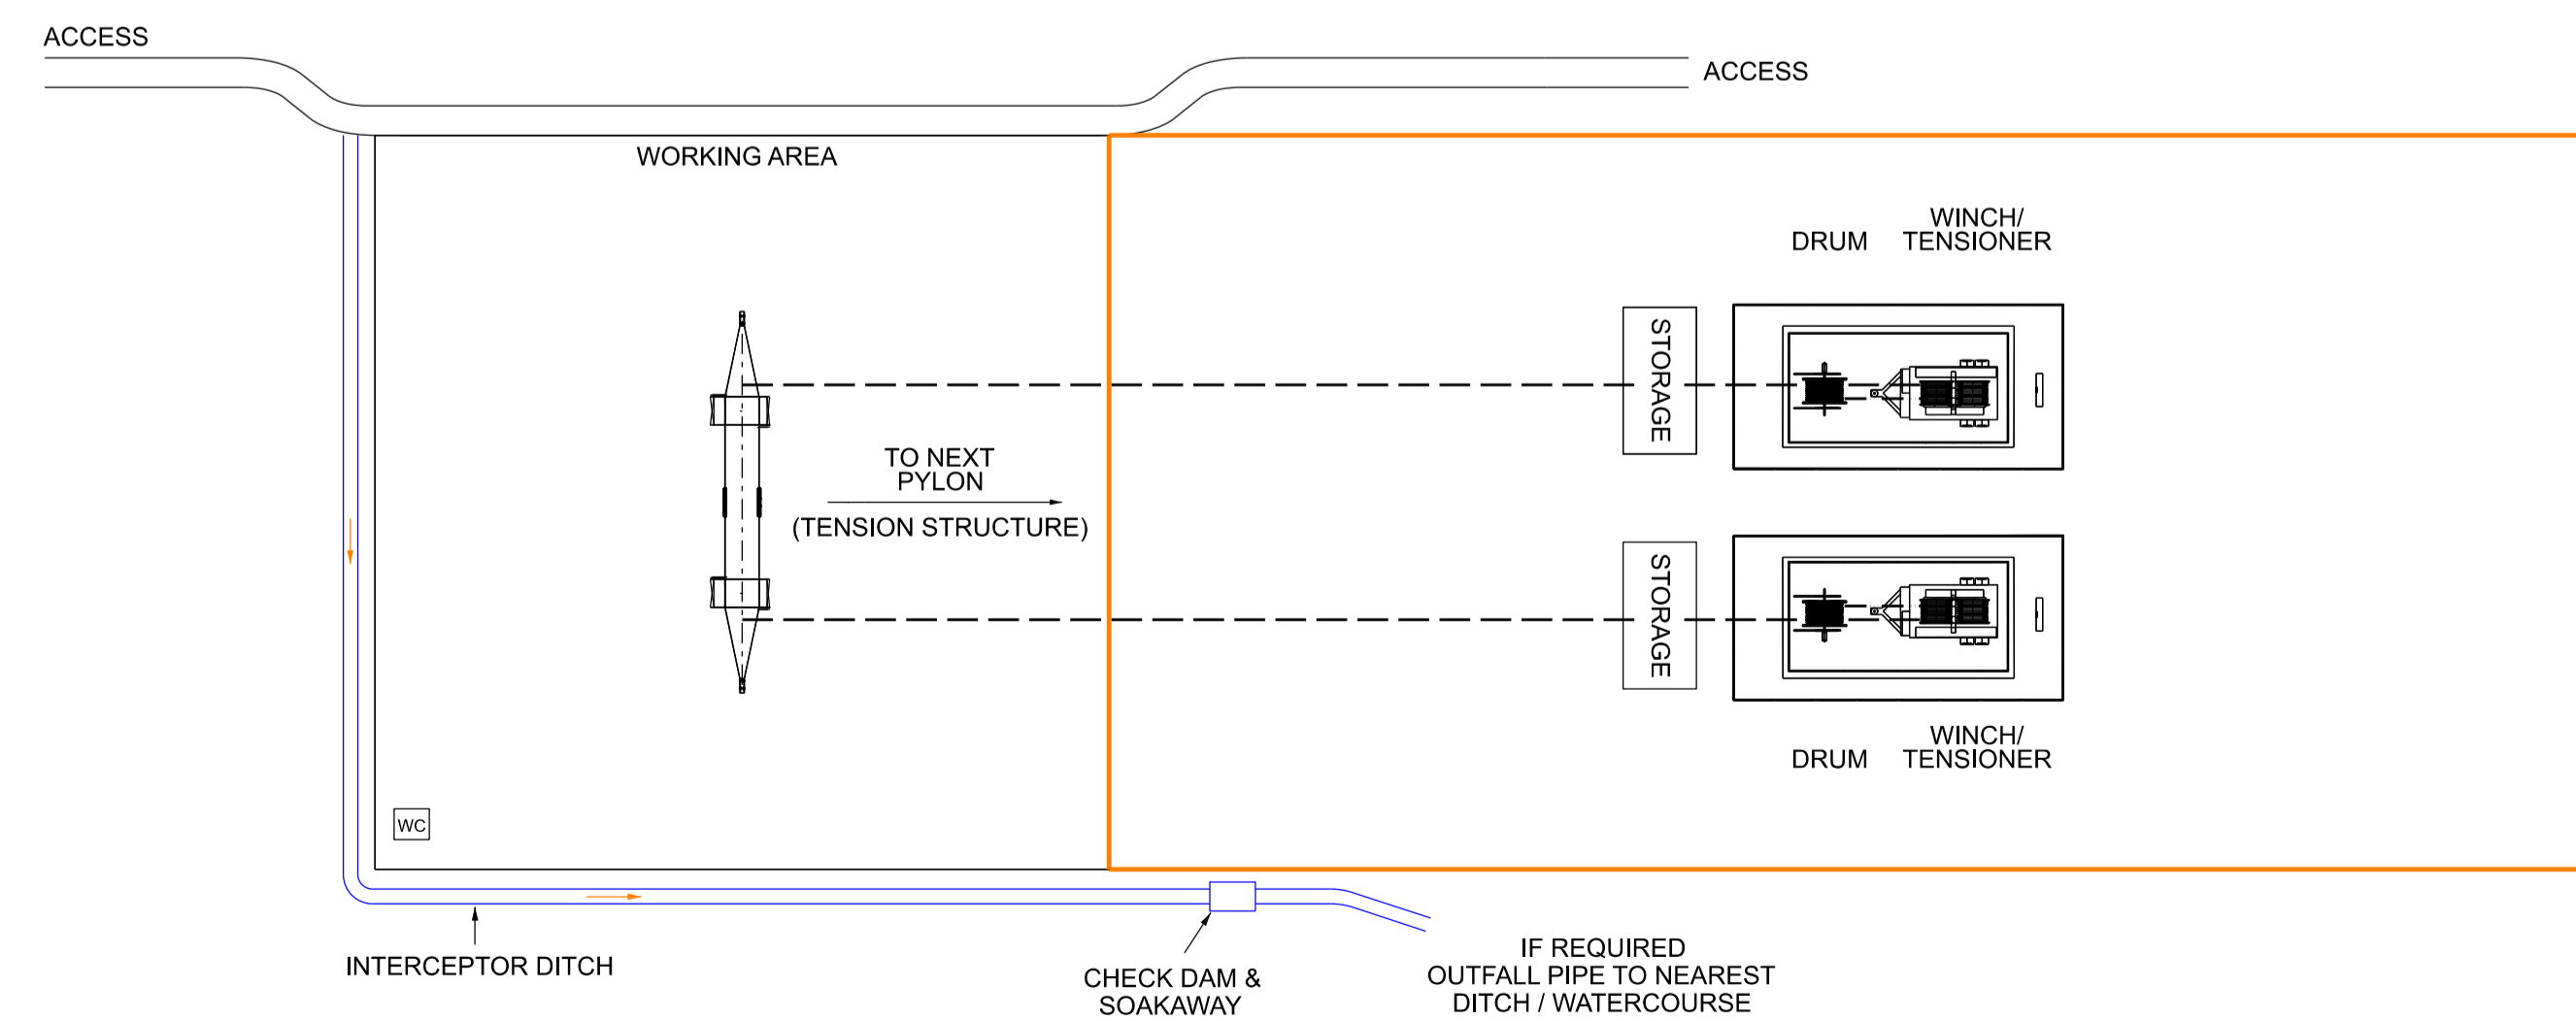 ACCESS
ACCESS
WORKING AREA
WINCH/
DRUM TENSIONER
STORAGE
TO NEXT
PYLON
(TENSION STRUCTURE)
STORAGE
WINCH/
DRUM TENSIONER
WC
INTERCEPTOR DITCH
CHECK DAM &
SOAKAWAY
IF REQUIRED
OUTFALL PIPE TO NEAREST
DITCH / WATERCOURSE